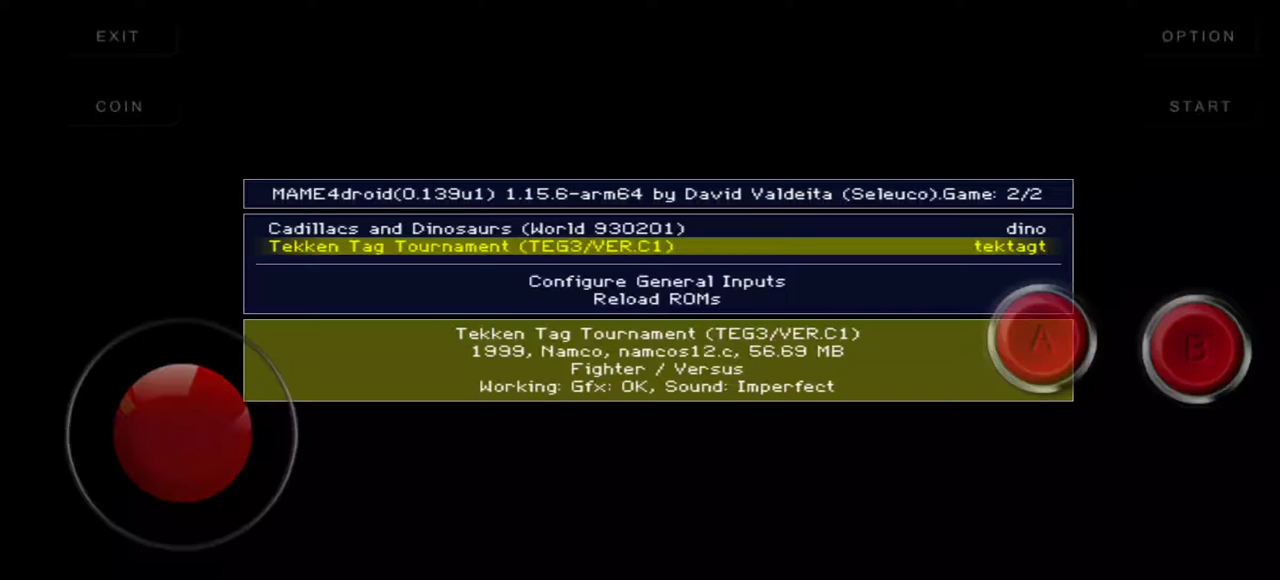 EXIT
OPTION
COIN
START
MAME4droid(0.139u1) 1.15.6-arm64 by David Valdeita (Seleuco).Game: 2/2
Cadillacs and Dinosaurs (World 930201) dino
Tekken Tag Tournament (TEG3/VER.C1) tektagt
Configure General Inputs
Reload ROMs
Tekken Tag Tournament (TEG3/VER.C1)
1999, Namco, namcos12.c, 56.69 MB
Fighter / Versus
Working: Gfx: OK, Sound: Imperfect
A
B